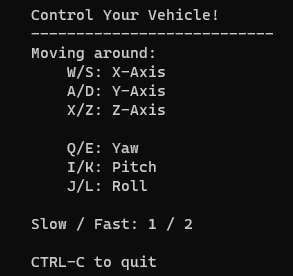 Control Your Vehicle!
---------------------------
Moving around:
W/S: X-Axis
A/D: Y-Axis
X/Z: Z-Axis
Q/E: Yaw
I/K: Pitch
J/L: Roll
Slow / Fast: 1 / 2
CTRL-C to quit